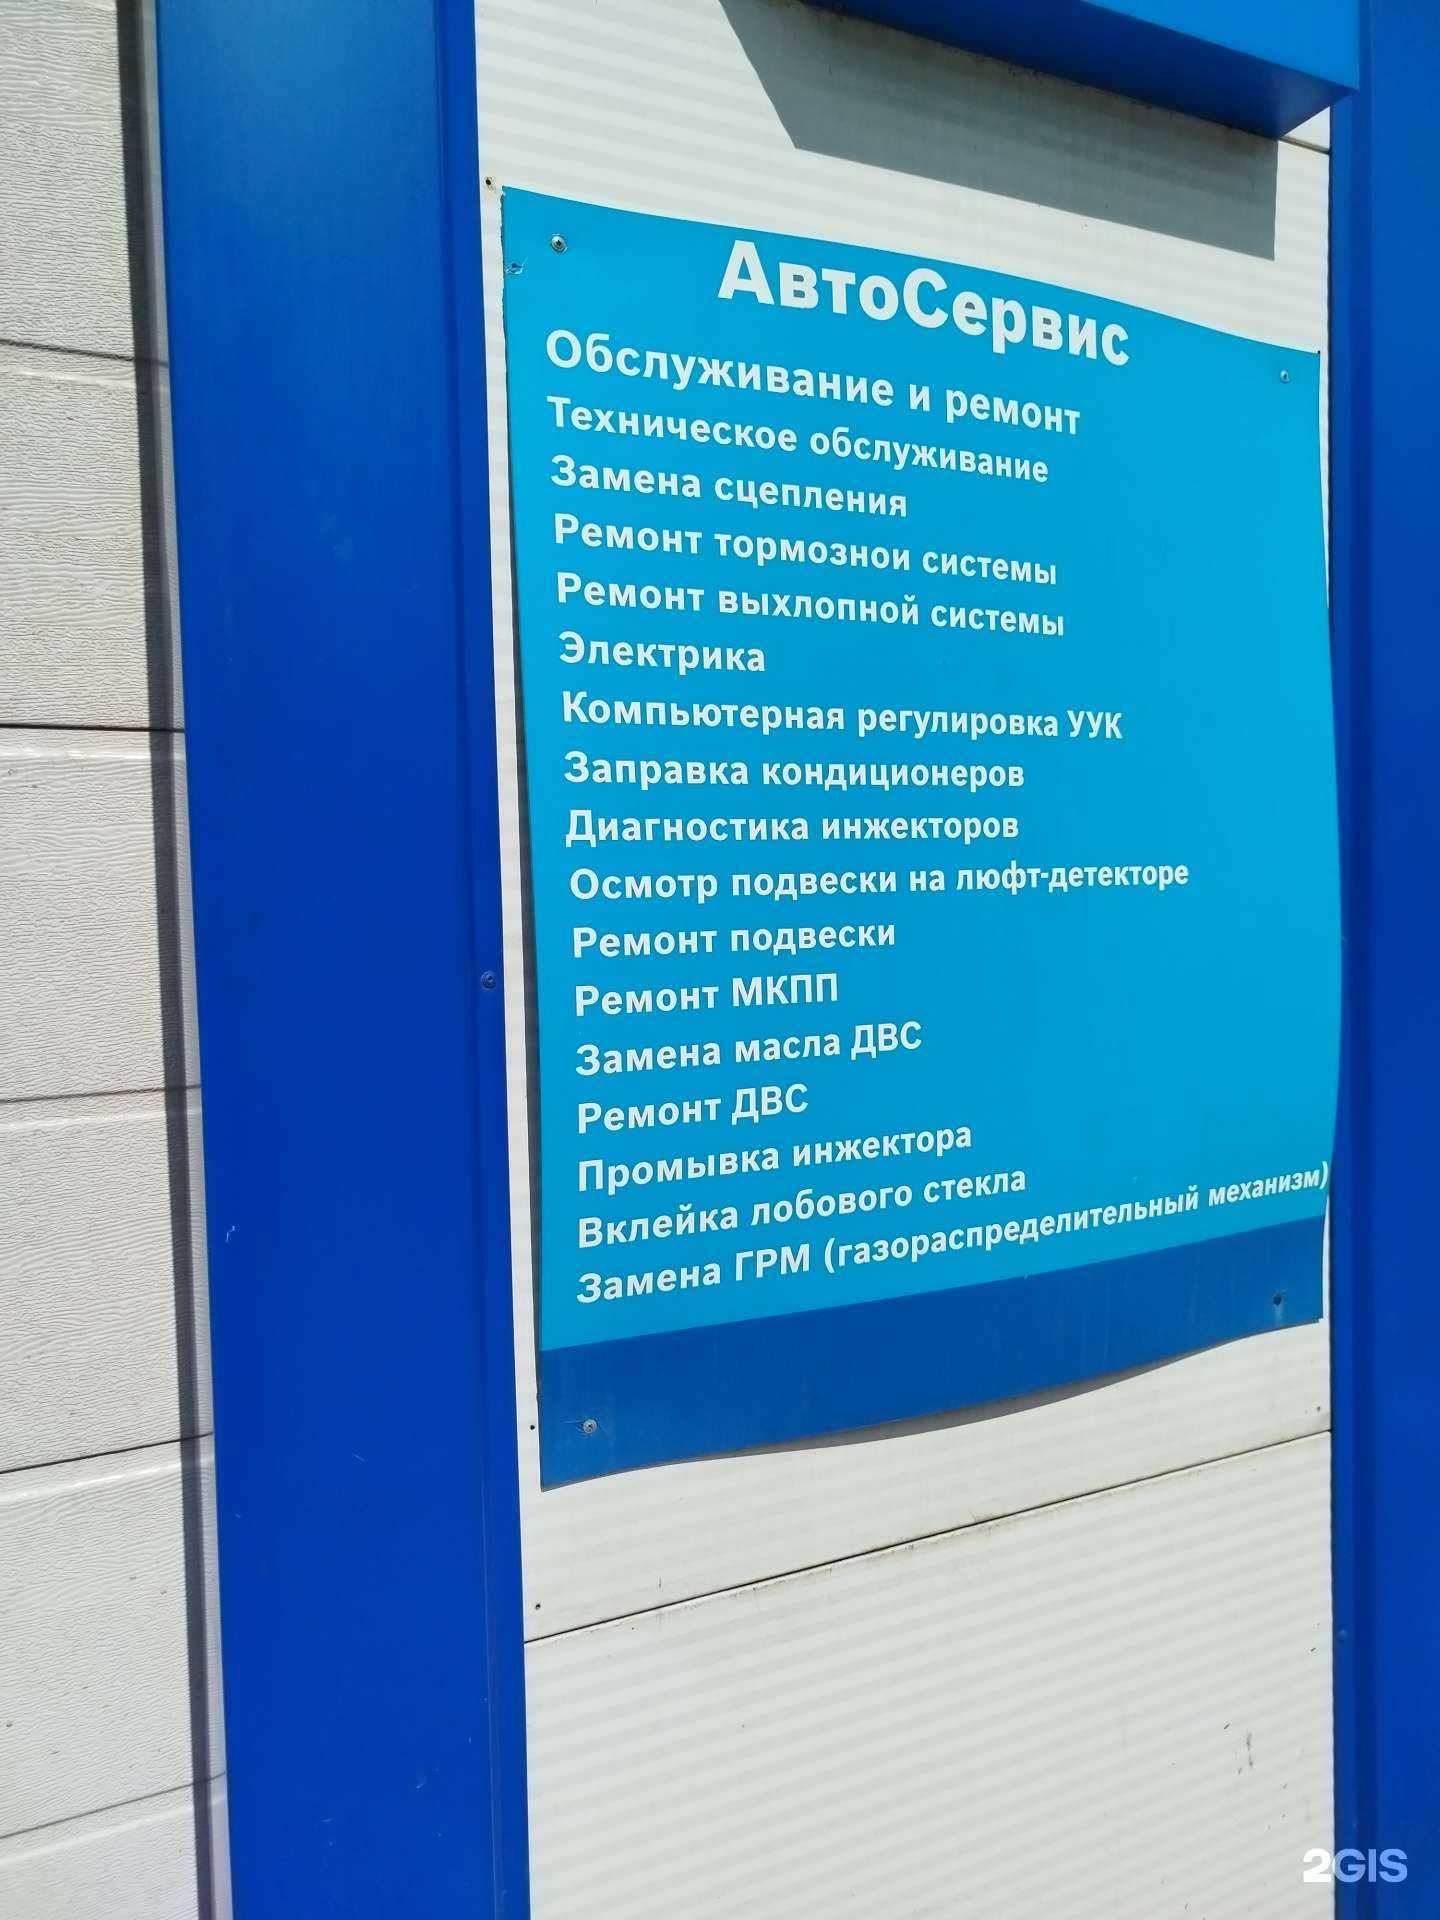 АвтоСервис
Обслуживание и ремонт
Техническое обслуживание
Замена сцепления
Ремонт тормознои системы
Ремонт выхлопной системы
Электрика
Компьютерная регулировка УУК
Заправка кондиционеров
Диагностика инжекторов
Осмотр подвески на люфт-детекторе
Ремонт подвески
Ремонт МКПП
Замена масла ДВС
Ремонт ДВС
Промывка инжектора
Вклейка лобового стекла
Замена ГРМ (газораспределительный механизм)
2GIS